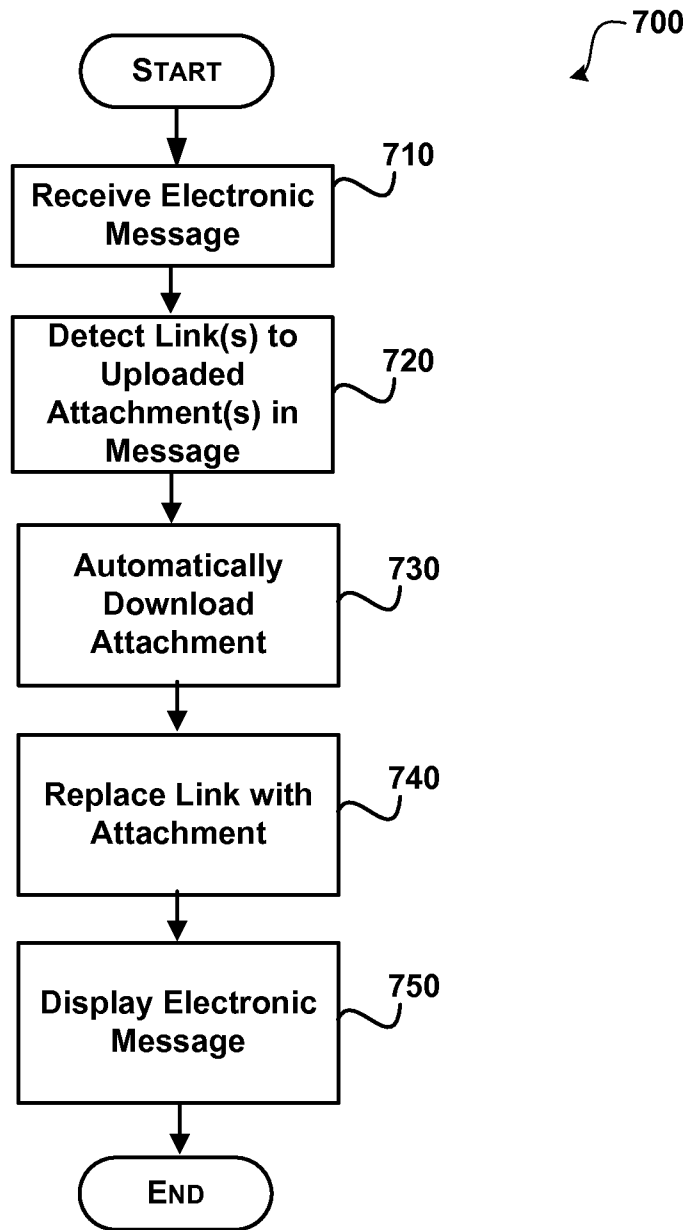 700
START
710
Receive Electronic
Message
720
Detect Link(s) to
Uploaded
Attachment(s) in
Message
730
Automatically
Download
Attachment
740
Replace Link with
Attachment
750
Display Electronic
Message
END